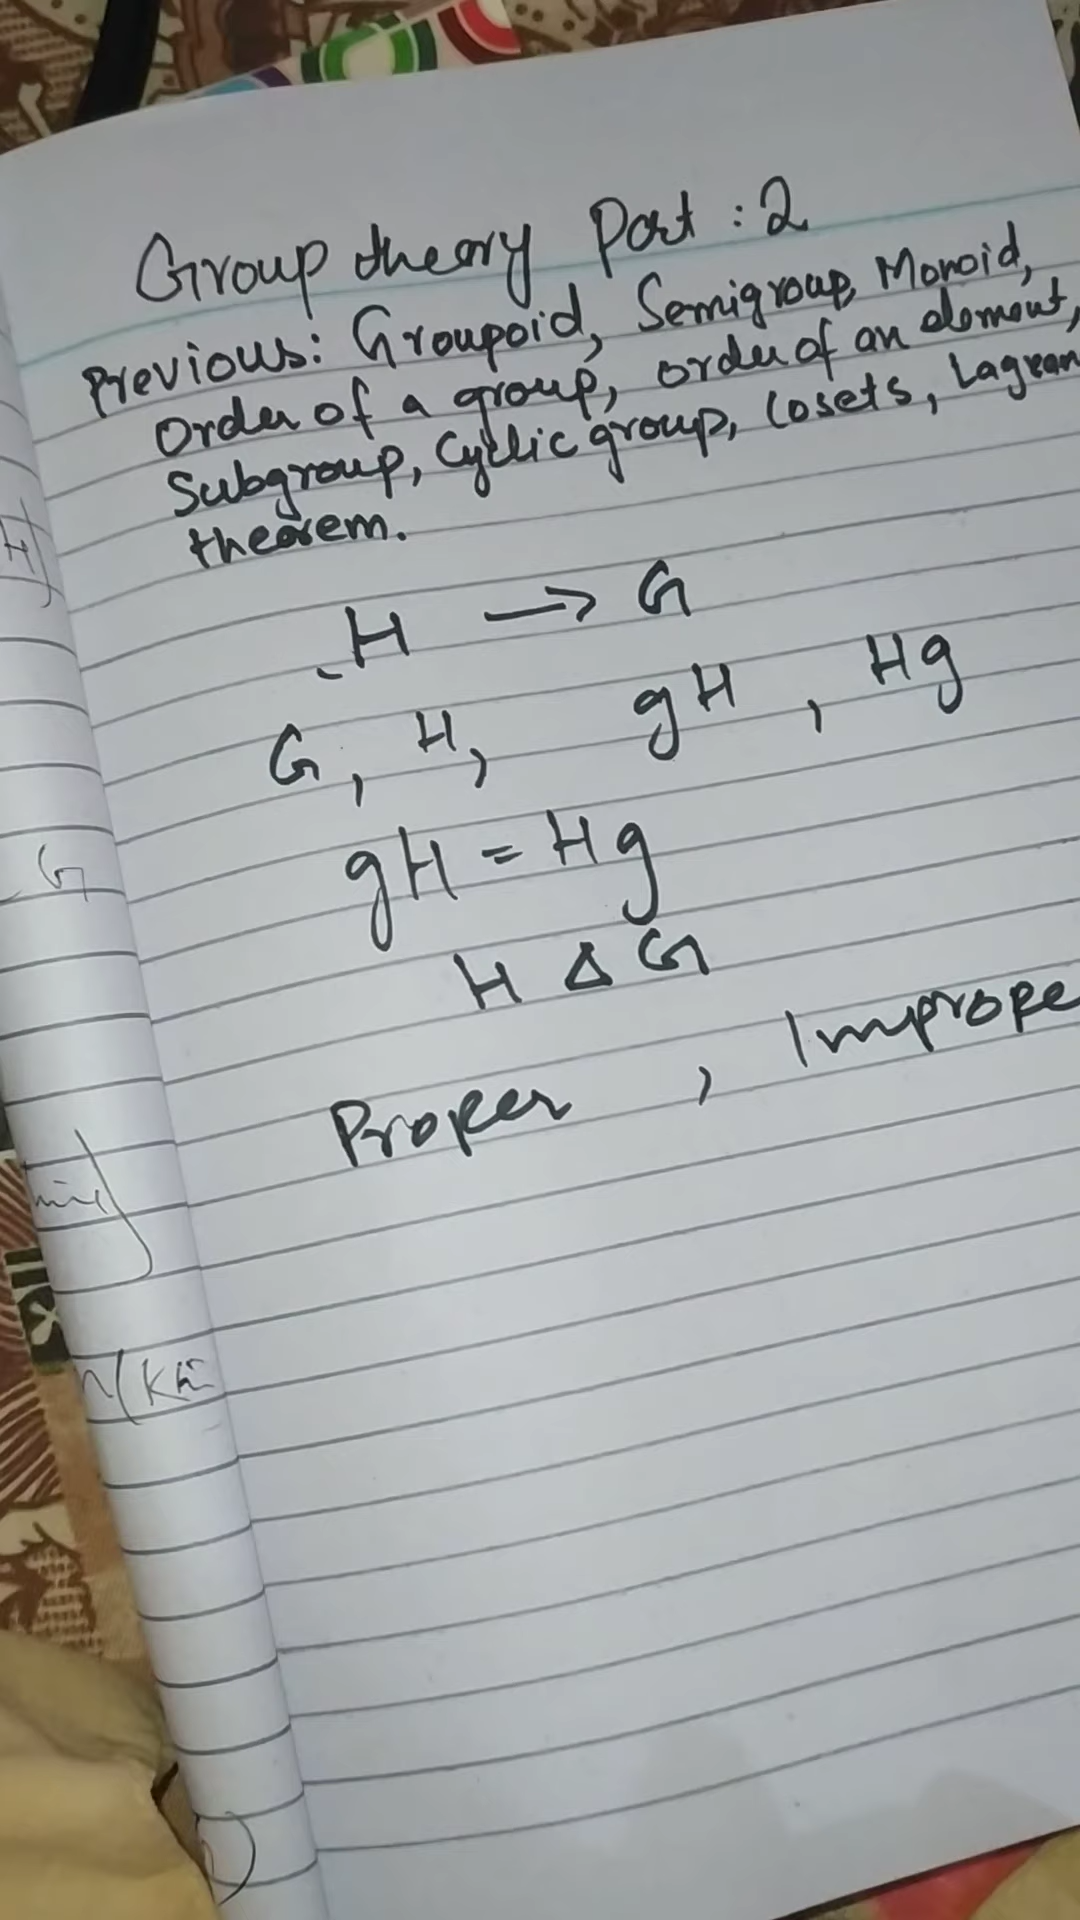 Group theory Part : 2
Previous: Groupoid, Semigroup, Monoid,
Order of a group, order of an element,
Subgroup, Cyclic group, Cosets, Lagran
theorem.
H → G
G, H, gH, Hg
gH = Hg
H Δ G
Proper, Imprope
H)
G